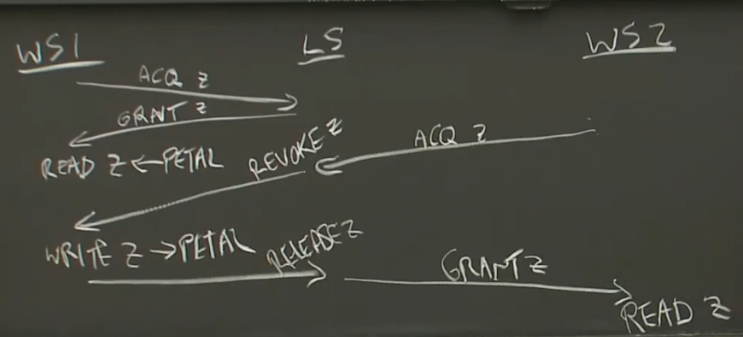 WS1 LS WS2
ACQ Z
GRANT Z
READ Z ← PETAL
REVOKE Z
ACQ Z
WRITE Z → PETAL
RELEASE Z
GRANT Z
READ Z